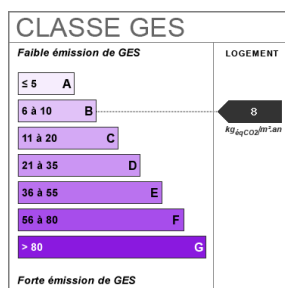 CLASSE GES
Faible émission de GES
LOGEMENT
≤ 5 A
6 à 10 B
8
kgéqCO2/m².an
11 à 20 C
21 à 35 D
36 à 55 E
56 à 80 F
> 80 G
Forte émission de GES